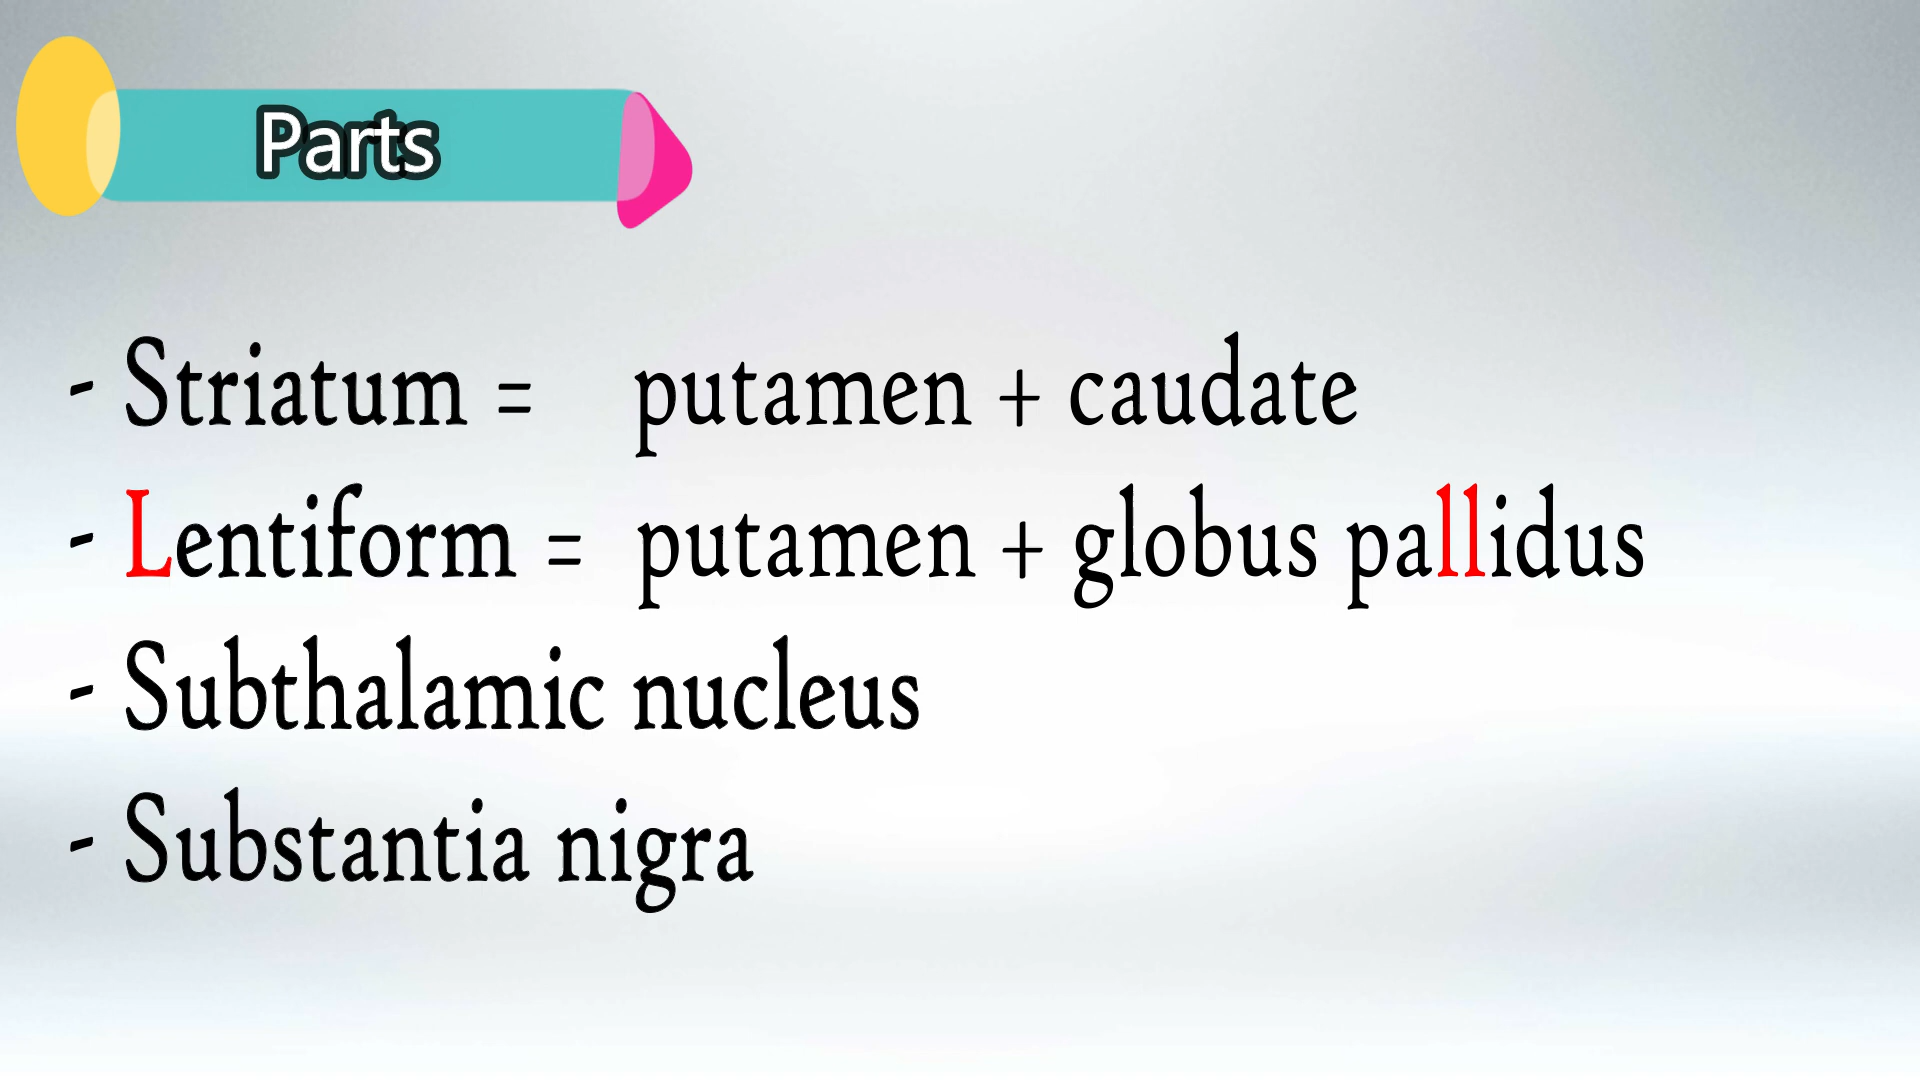 Parts
- Striatum = putamen + caudate
- Lentiform = putamen + globus pallidus
- Subthalamic nucleus
- Substantia nigra